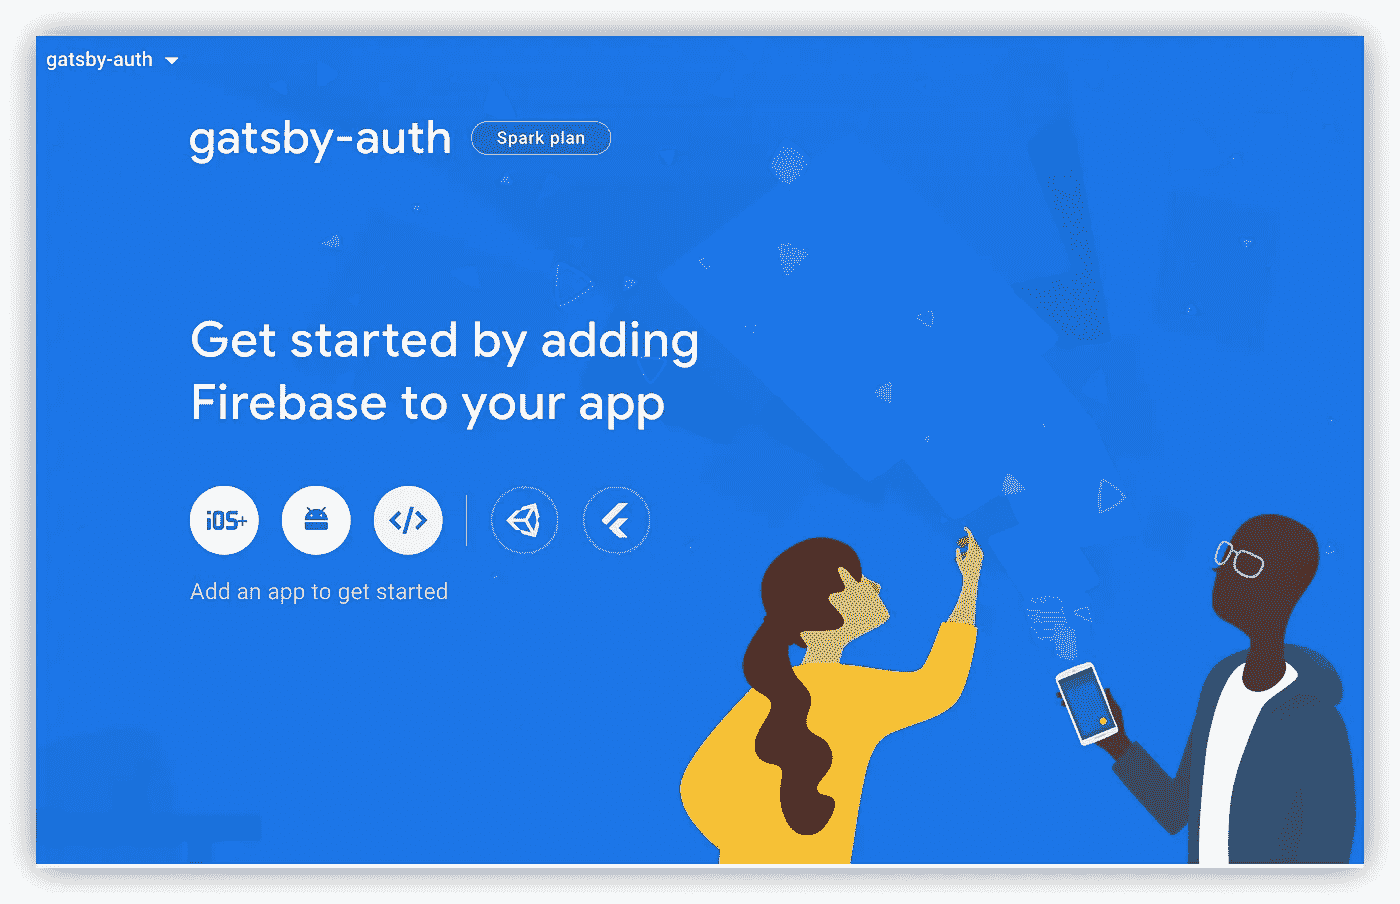 gatsby-auth
gatsby-auth Spark plan
Get started by adding
Firebase to your app
iOS+ </>
Add an app to get started